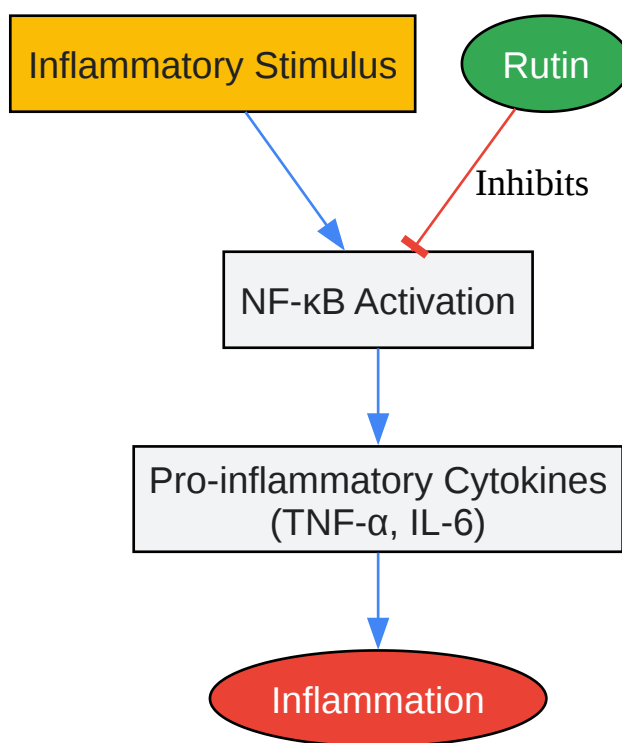 Inflammatory Stimulus
Rutin
Inhibits
NF-κB Activation
Pro-inflammatory Cytokines
(TNF-α, IL-6)
Inflammation